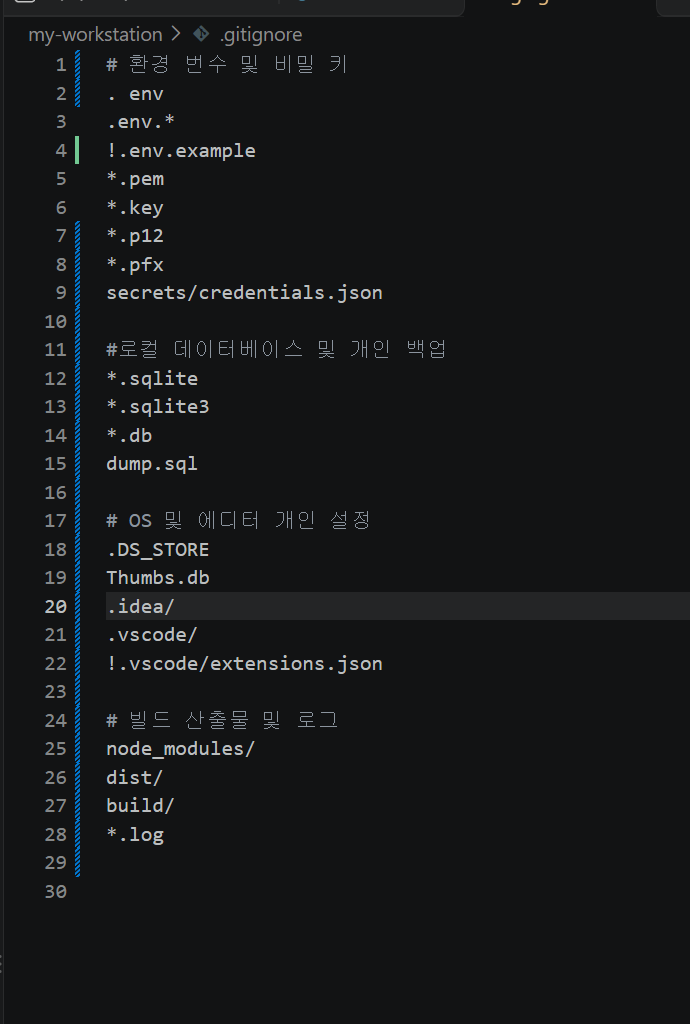 my-workstation > .gitignore
1 # 환경 번수 및 비밀 키
2 . env
3 .env.*
4 !.env.example
5 *.pem
6 *.key
7 *.p12
8 *.pfx
9 secrets/credentials.json
10
11 #로컬 데이터베이스 및 개인 백업
12 *.sqlite
13 *.sqlite3
14 *.db
15 dump.sql
16
17 # OS 및 에디터 개인 설정
18 .DS_STORE
19 Thumbs.db
20 .idea/
21 .vscode/
22 !.vscode/extensions.json
23
24 # 빌드 산출물 및 로그
25 node_modules/
26 dist/
27 build/
28 *.log
29
30